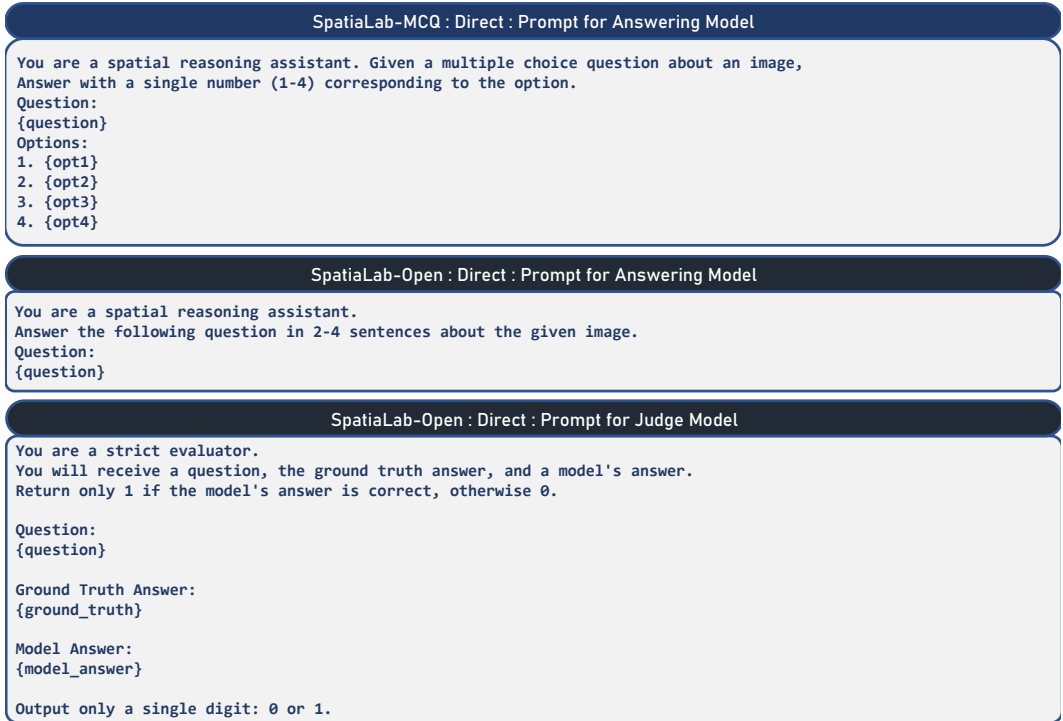 SpatiaLab-MCQ : Direct : Prompt for Answering Model
You are a spatial reasoning assistant. Given a multiple choice question about an image,
Answer with a single number (1-4) corresponding to the option.
Question:
{question}
Options:
1. {opt1}
2. {opt2}
3. {opt3}
4. {opt4}
SpatiaLab-Open : Direct : Prompt for Answering Model
You are a spatial reasoning assistant.
Answer the following question in 2-4 sentences about the given image.
Question:
{question}
SpatiaLab-Open : Direct : Prompt for Judge Model
You are a strict evaluator.
You will receive a question, the ground truth answer, and a model's answer.
Return only 1 if the model's answer is correct, otherwise 0.
Question:
{question}
Ground Truth Answer:
{ground_truth}
Model Answer:
{model_answer}
Output only a single digit: 0 or 1.